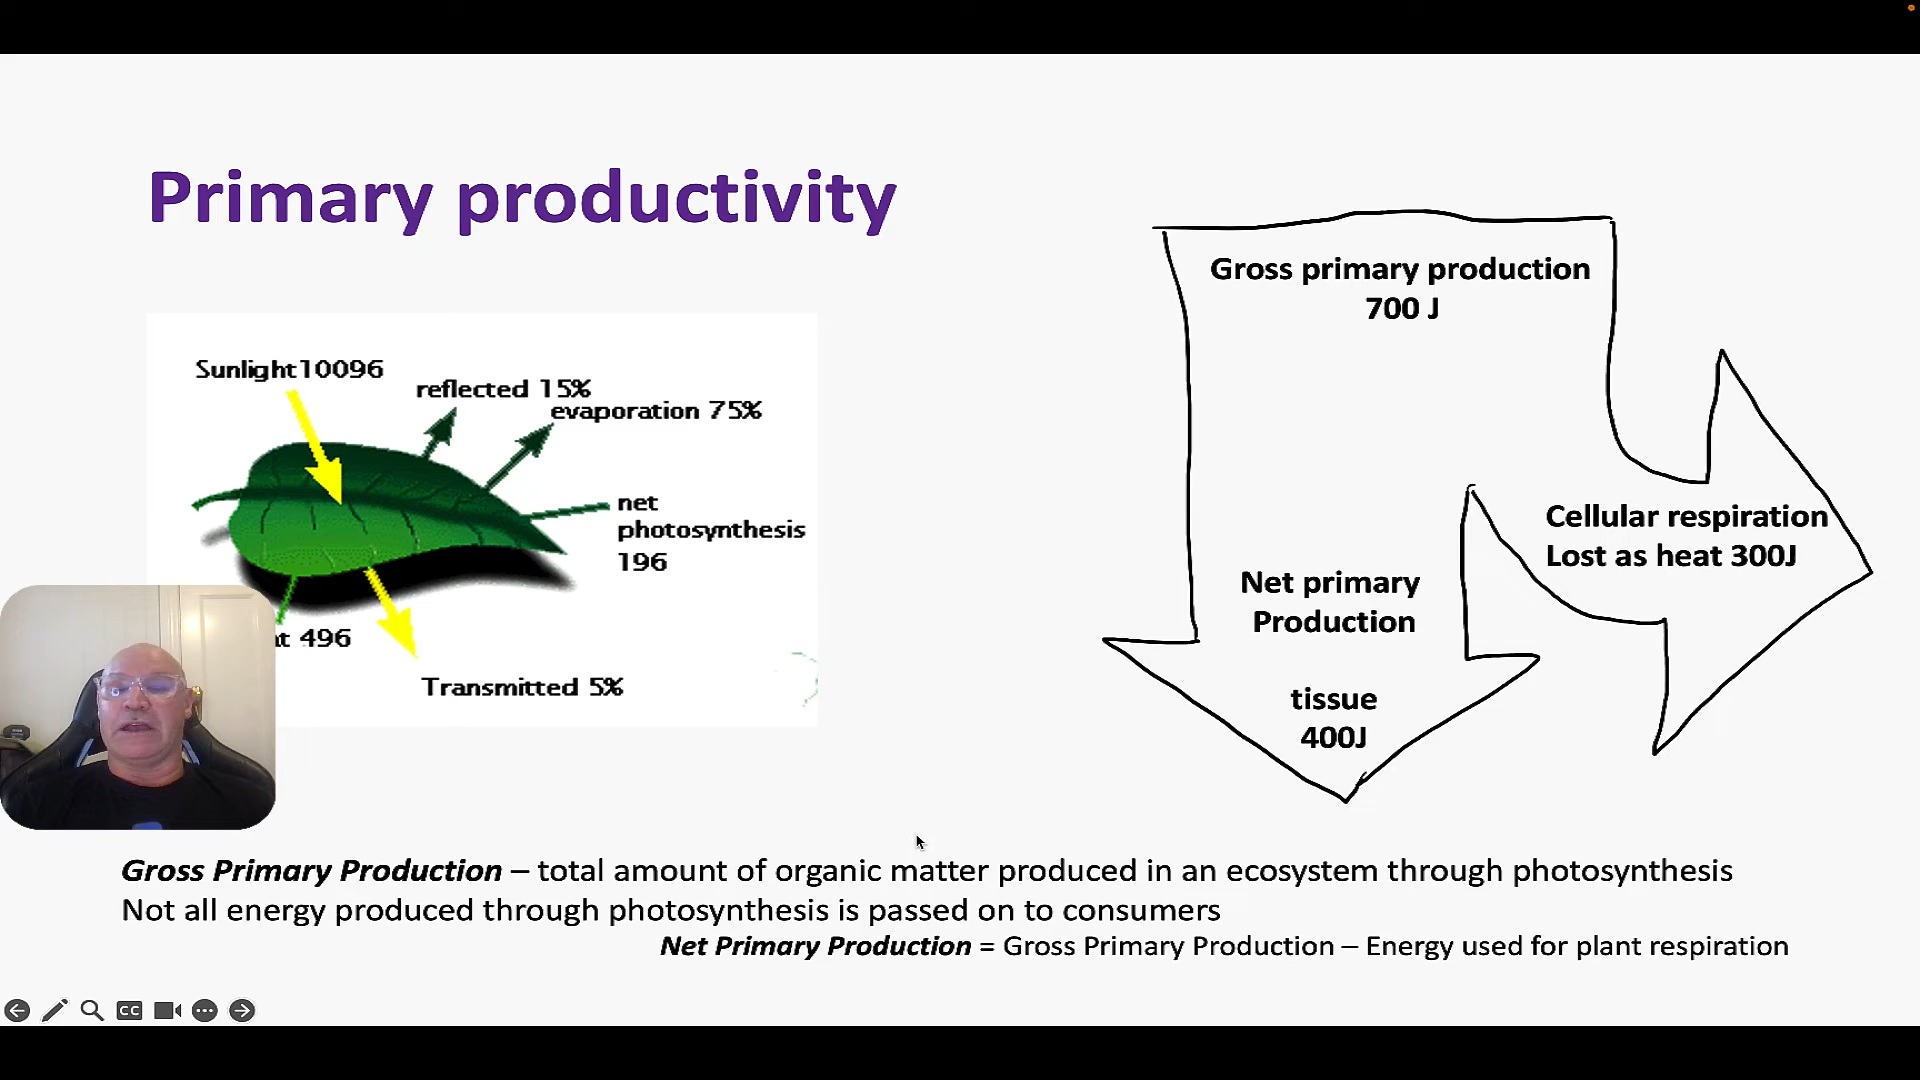 Primary productivity
Sunlight10096
reflected 15%
evaporation 75%
net
photosynthesis
196
496
Transmitted 5%
Gross primary production
700 J
Cellular respiration
Lost as heat 300J
Net primary
Production
tissue
400J
Gross Primary Production – total amount of organic matter produced in an ecosystem through photosynthesis
Not all energy produced through photosynthesis is passed on to consumers
Net Primary Production = Gross Primary Production – Energy used for plant respiration
CC